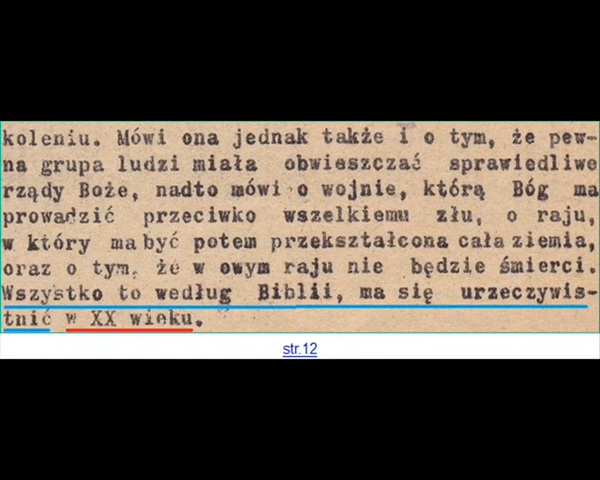 koleniu. Mówi ona jednak także i o tym, że pew-
na grupa ludzi miała obwieszczać sprawiedliwe
rządy Boże, nadto mówi o wojnie, którą Bóg ma
prowadzić przeciwko wszelkiemu złu, o raju,
w który ma być potem przekształcona cała ziemia,
oraz o tym, że w owym raju nie będzie śmierci.
Wszystko to według Biblii, ma się urzeczywis-
tnić w XX wieku.
str.12